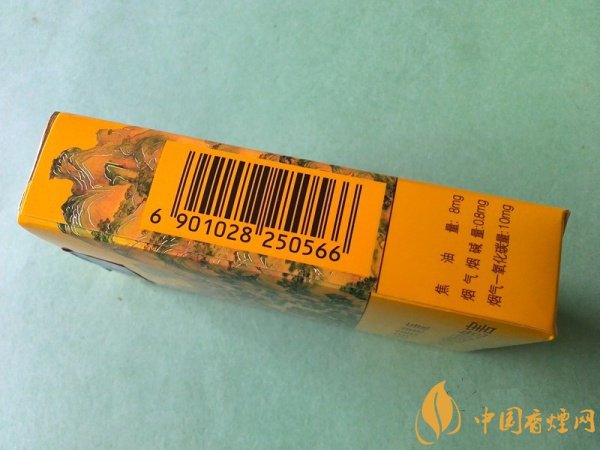 6 901028 250566
焦油量: 8mg
烟气烟碱量:0.8mg
烟气一氧化碳量:10mg
中国香烟网